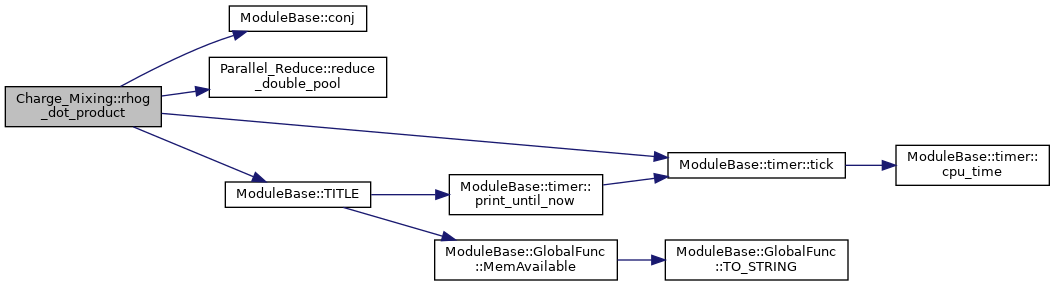 ModuleBase::conj
Parallel_Reduce::reduce
_double_pool
Charge_Mixing::rhog
_dot_product
ModuleBase::timer::tick
ModuleBase::timer::
cpu_time
ModuleBase::TITLE
ModuleBase::timer::
print_until_now
ModuleBase::GlobalFunc
::MemAvailable
ModuleBase::GlobalFunc
::TO_STRING